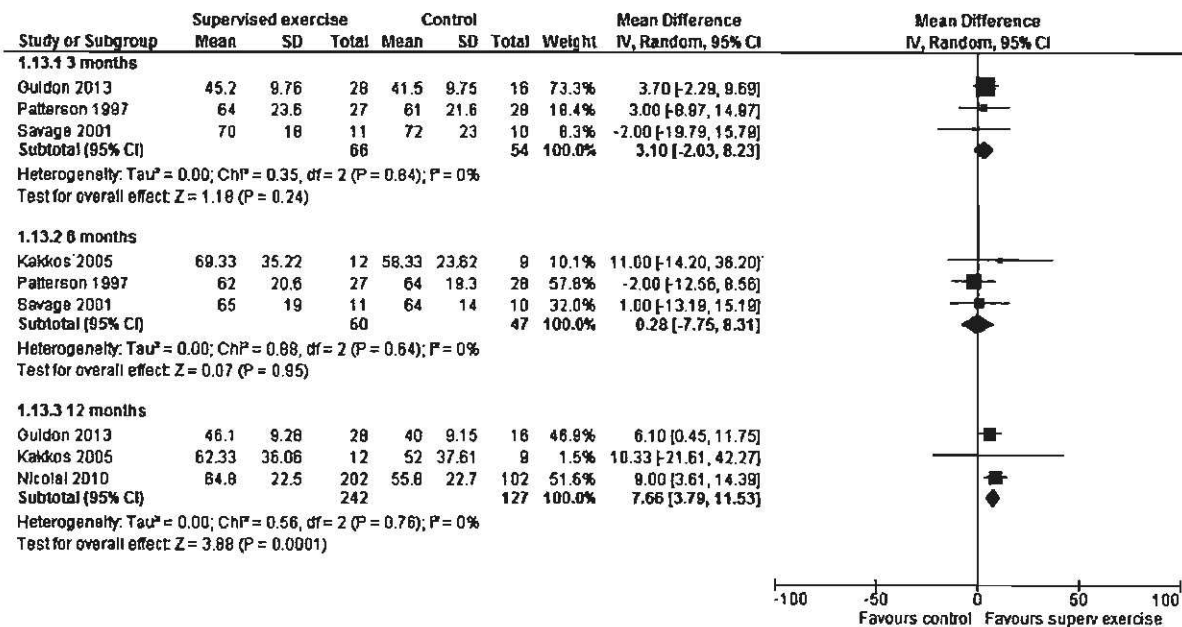 Supervised exercise Control Mean Difference Mean Difference
Study or Subgroup Mean SD Total Mean SD Total Weight IV, Random, 95% CI IV, Random, 95% CI
1.13.1 3 months
Guidon 2013 45.2 9.76 28 41.5 9.75 16 73.3% 3.70 [-2.29, 9.69]
Patterson 1997 64 23.6 27 61 21.6 28 18.4% 3.00 [-8.97, 14.97]
Savage 2001 70 18 11 72 23 10 8.3% -2.00 [-19.79, 15.79]
Subtotal (95% CI) 66 54 100.0% 3.10 [-2.03, 8.23]
Heterogeneity: Tau² = 0.00; Chi² = 0.35, df = 2 (P = 0.84); I² = 0%
Test for overall effect: Z = 1.18 (P = 0.24)
1.13.2 6 months
Kakkos 2005 69.33 35.22 12 58.33 23.62 9 10.1% 11.00 [-14.20, 36.20]
Patterson 1997 62 20.6 27 64 19.3 28 57.8% -2.00 [-12.56, 8.56]
Savage 2001 65 19 11 64 14 10 32.0% 1.00 [-13.19, 15.19]
Subtotal (95% CI) 60 47 100.0% 0.28 [-7.75, 8.31]
Heterogeneity: Tau² = 0.00; Chi² = 0.88, df = 2 (P = 0.64); I² = 0%
Test for overall effect: Z = 0.07 (P = 0.95)
1.13.3 12 months
Guidon 2013 46.1 9.28 28 40 9.15 16 46.9% 6.10 [0.45, 11.75]
Kakkos 2005 62.33 36.06 12 52 37.61 9 1.5% 10.33 [-21.61, 42.27]
Nicolai 2010 64.8 22.5 202 55.8 22.7 102 51.6% 9.00 [3.61, 14.39]
Subtotal (95% CI) 242 127 100.0% 7.66 [3.79, 11.53]
Heterogeneity: Tau² = 0.00; Chi² = 0.56, df = 2 (P = 0.76); I² = 0%
Test for overall effect: Z = 3.88 (P = 0.0001)
-100 -50 0 50 100
Favours control Favours superv exercise